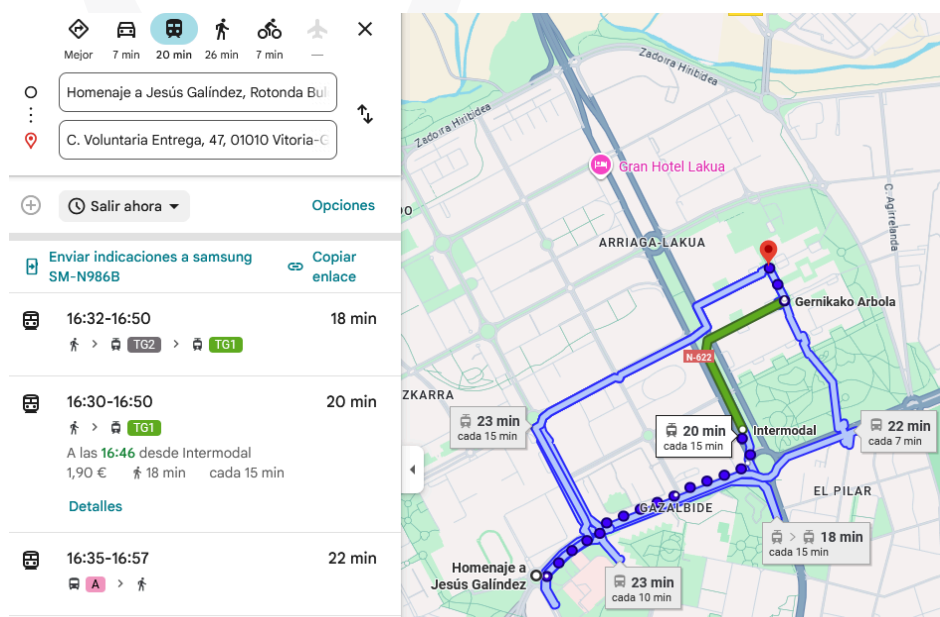 Mejor
7 min
20 min
26 min
7 min
—
Homenaje a Jesús Galíndez, Rotonda Bul
C. Voluntaria Entrega, 47, 01010 Vitoria-G
Salir ahora
Opciones
Enviar indicaciones a samsung
SM-N986B
Copiar
enlace
16:32-16:50
18 min
TG2
TG1
16:30-16:50
20 min
TG1
A las 16:46 desde Intermodal
1,90 €
18 min
cada 15 min
Detalles
16:35-16:57
22 min
A
Zadorra Hiribidea
Zadorra Hiribidea
Gran Hotel Lakua
C. Agirrelanda
DO
ARRIAGA-LAKUA
Gernikako Arbola
N-622
ZKARRA
23 min
cada 15 min
20 min
cada 15 min
Intermodal
22 min
cada 7 min
EL PILAR
GAZALBIDE
18 min
cada 15 min
Homenaje a
Jesús Galíndez
23 min
cada 10 min